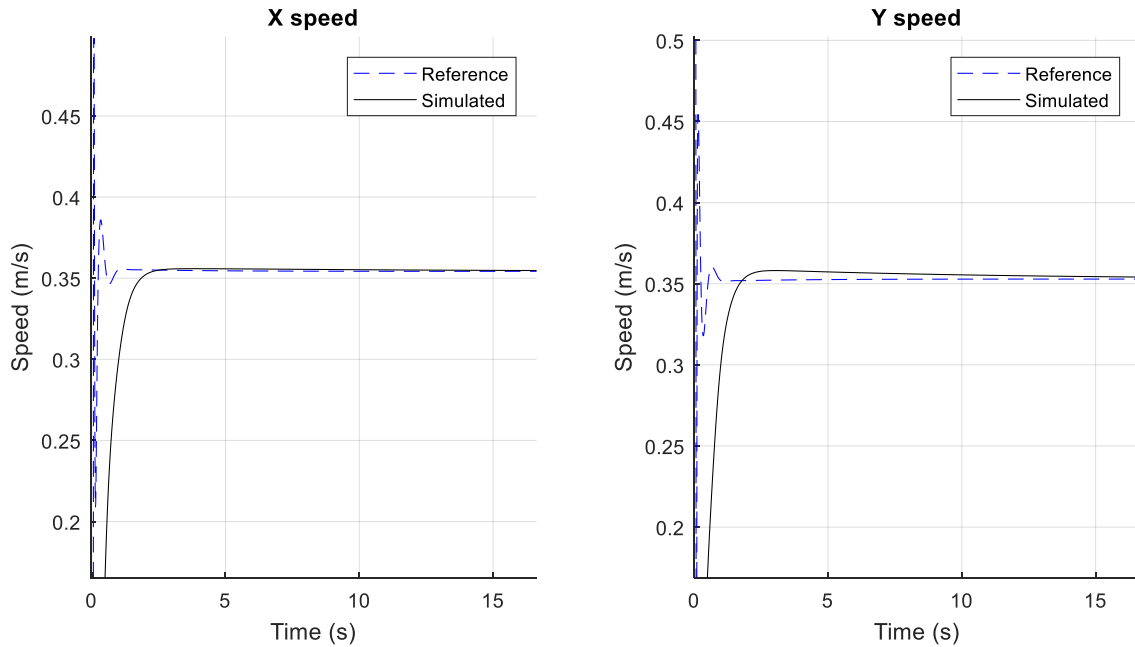 X speed
Reference
Simulated
0.45
0.4
0.35
0.3
0.25
0.2
Speed (m/s)
0
5
10
15
Time (s)
Y speed
Reference
Simulated
0.5
0.45
0.4
0.35
0.3
0.25
0.2
Speed (m/s)
0
5
10
15
Time (s)